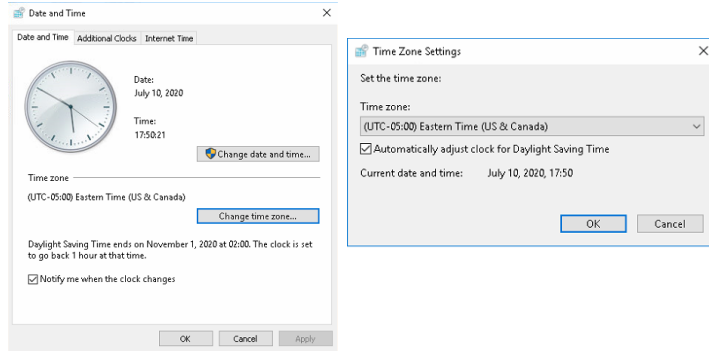 Date and Time
Date and Time
Additional Clocks
Internet Time
Date:
July 10, 2020
Time:
17:50:21
Change date and time...
Time zone
(UTC-05:00) Eastern Time (US & Canada)
Change time zone...
Daylight Saving Time ends on November 1, 2020 at 02:00. The clock is set
to go back 1 hour at that time.
Notify me when the clock changes
OK
Cancel
Apply
Time Zone Settings
Set the time zone:
Time zone:
(UTC-05:00) Eastern Time (US & Canada)
Automatically adjust clock for Daylight Saving Time
Current date and time: July 10, 2020, 17:50
OK
Cancel